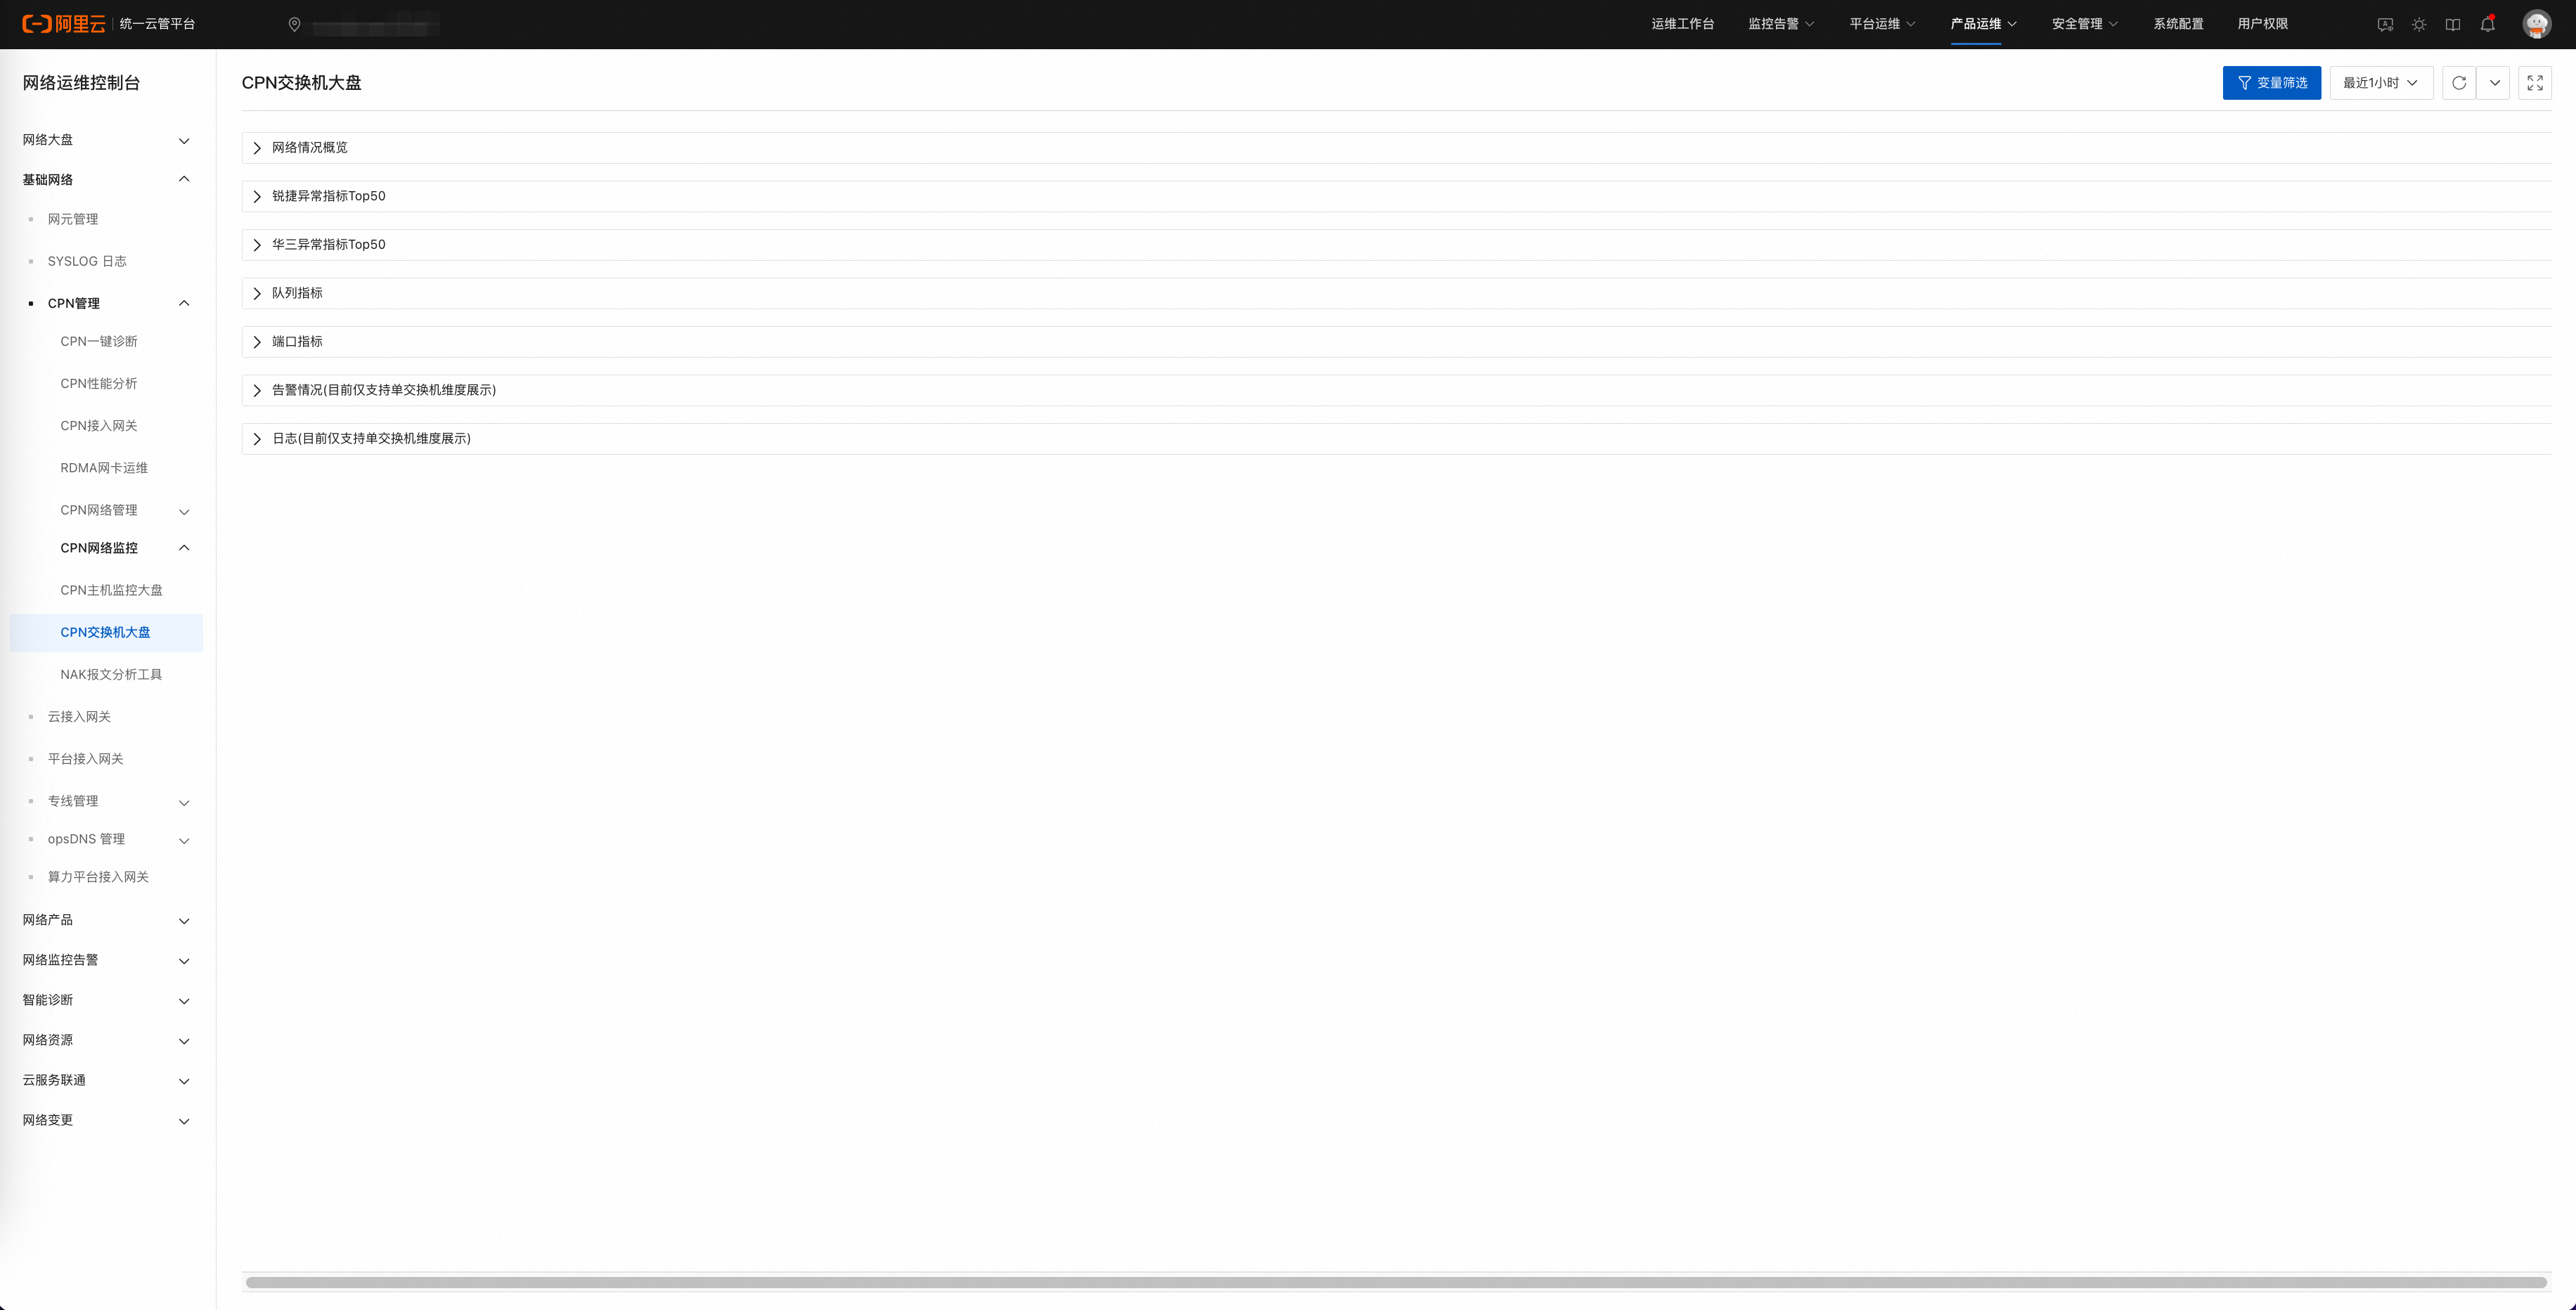 阿里云 统一云管平台
运维工作台 监控告警 平台运维 产品运维 安全管理 系统配置 用户权限
网络运维控制台
网络大盘
基础网络
网元管理
SYSLOG 日志
CPN管理
CPN一键诊断
CPN性能分析
CPN接入网关
RDMA网卡运维
CPN网络管理
CPN网络监控
CPN主机监控大盘
CPN交换机大盘
NAK报文分析工具
云接入网关
平台接入网关
专线管理
opsDNS 管理
算力平台接入网关
网络产品
网络监控告警
智能诊断
网络资源
云服务联通
网络变更
CPN交换机大盘
变量筛选 最近1小时
网络情况概览
锐捷异常指标Top50
华三异常指标Top50
队列指标
端口指标
告警情况(目前仅支持单交换机维度展示)
日志(目前仅支持单交换机维度展示)